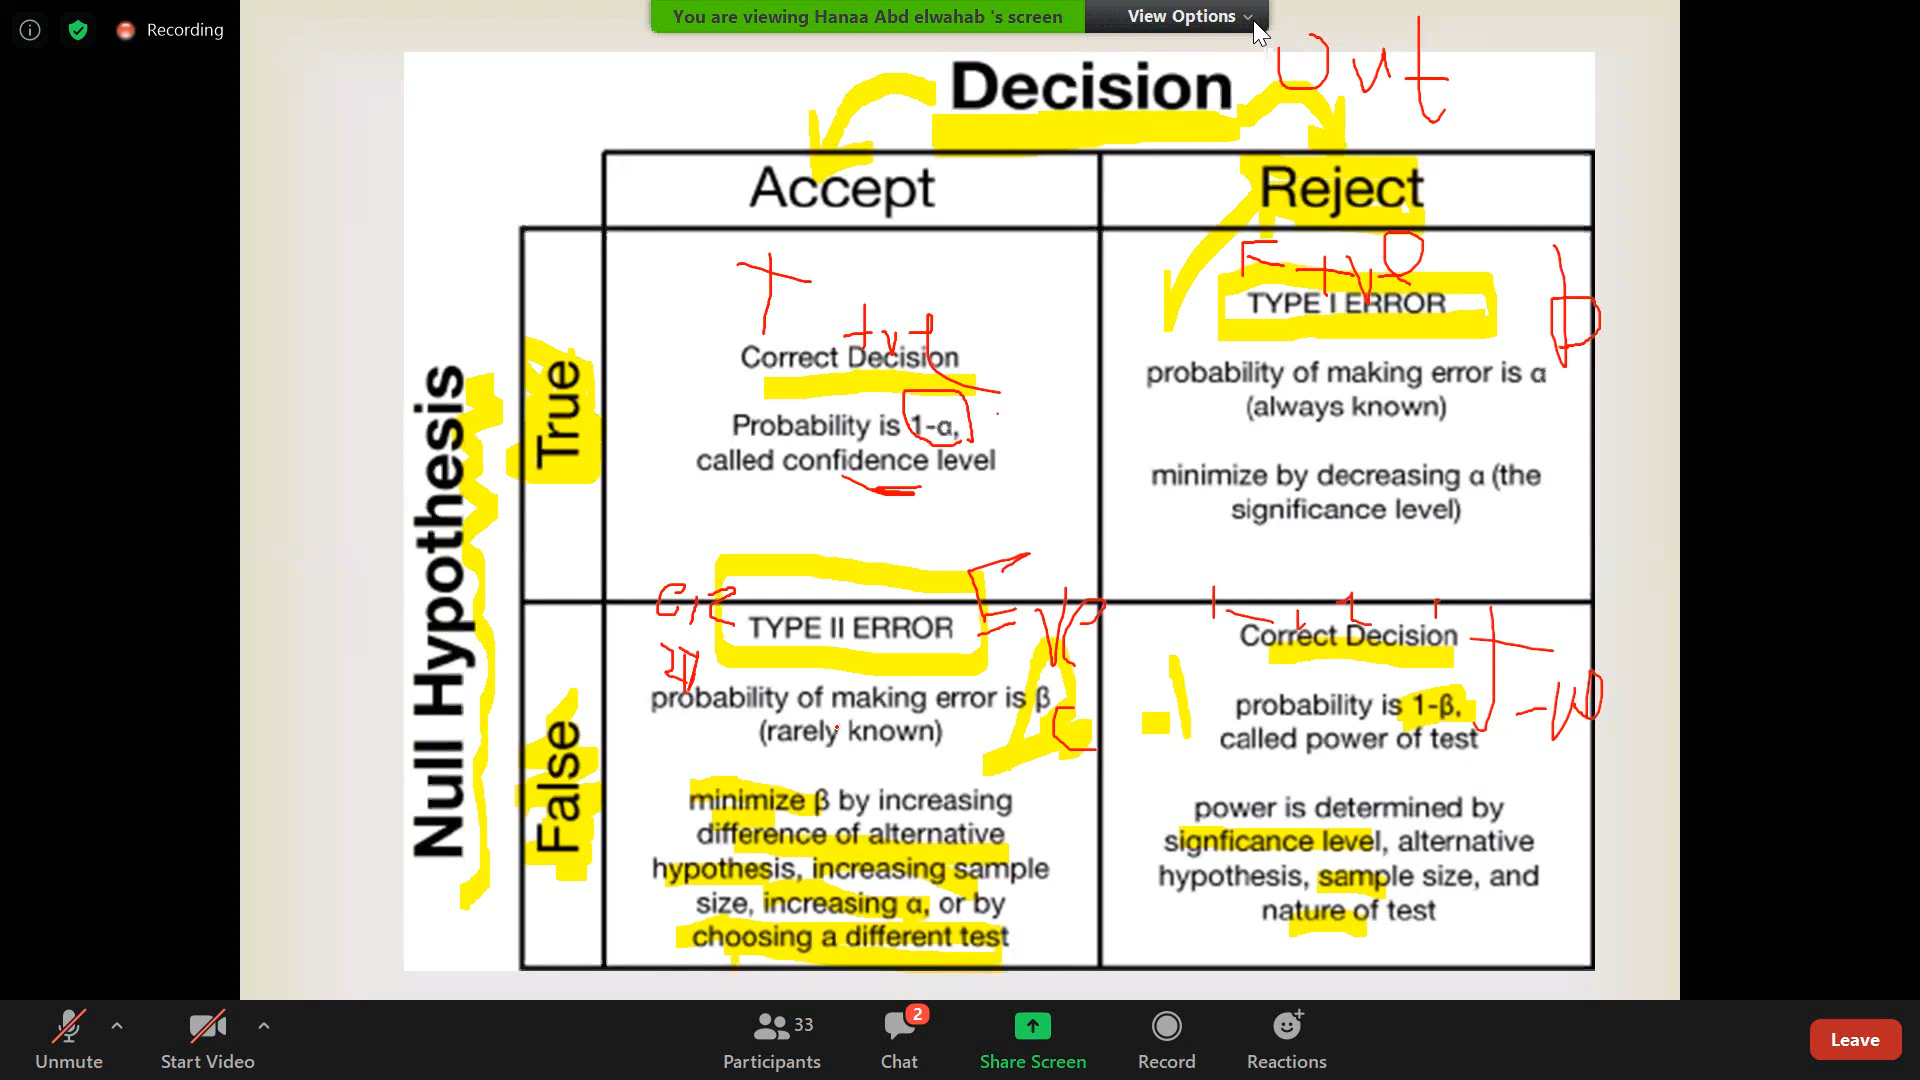 You are viewing Hanaa Abd elwahab 's screen
View Options
Recording
Out
Decision
Accept
Reject
Null Hypothesis
True
T
+ve
Correct Decision
Probability is 1-α,
called confidence level
F +ve
TYPE I ERROR
probability of making error is α
(always known)
minimize by decreasing α (the
significance level)
False
TYPE II ERROR
probability of making error is β
(rarely known)
minimize β by increasing
difference of alternative
hypothesis, increasing sample
size, increasing α, or by
choosing a different test
Correct Decision
probability is 1-β,
called power of test
power is determined by
signficance level, alternative
hypothesis, sample size, and
nature of test
Unmute
Start Video
33
Participants
2
Chat
Share Screen
Record
Reactions
Leave